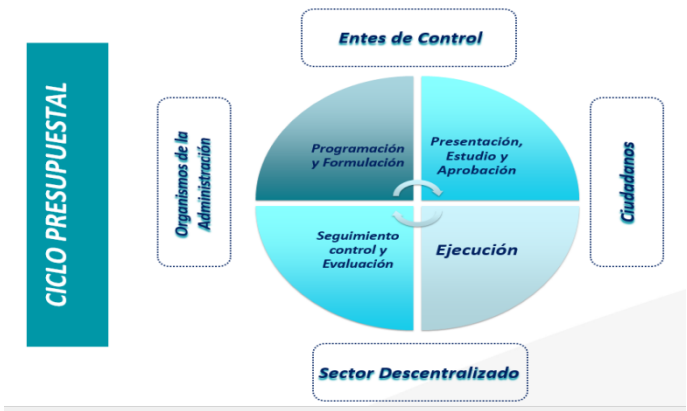 CICLO PRESUPUESTAL
Entes de Control
Organismos de la
Administración
Programación
y Formulación
Presentación,
Estudio y
Aprobación
Ciudadanos
Seguimiento
control y
Evaluación
Ejecución
Sector Descentralizado